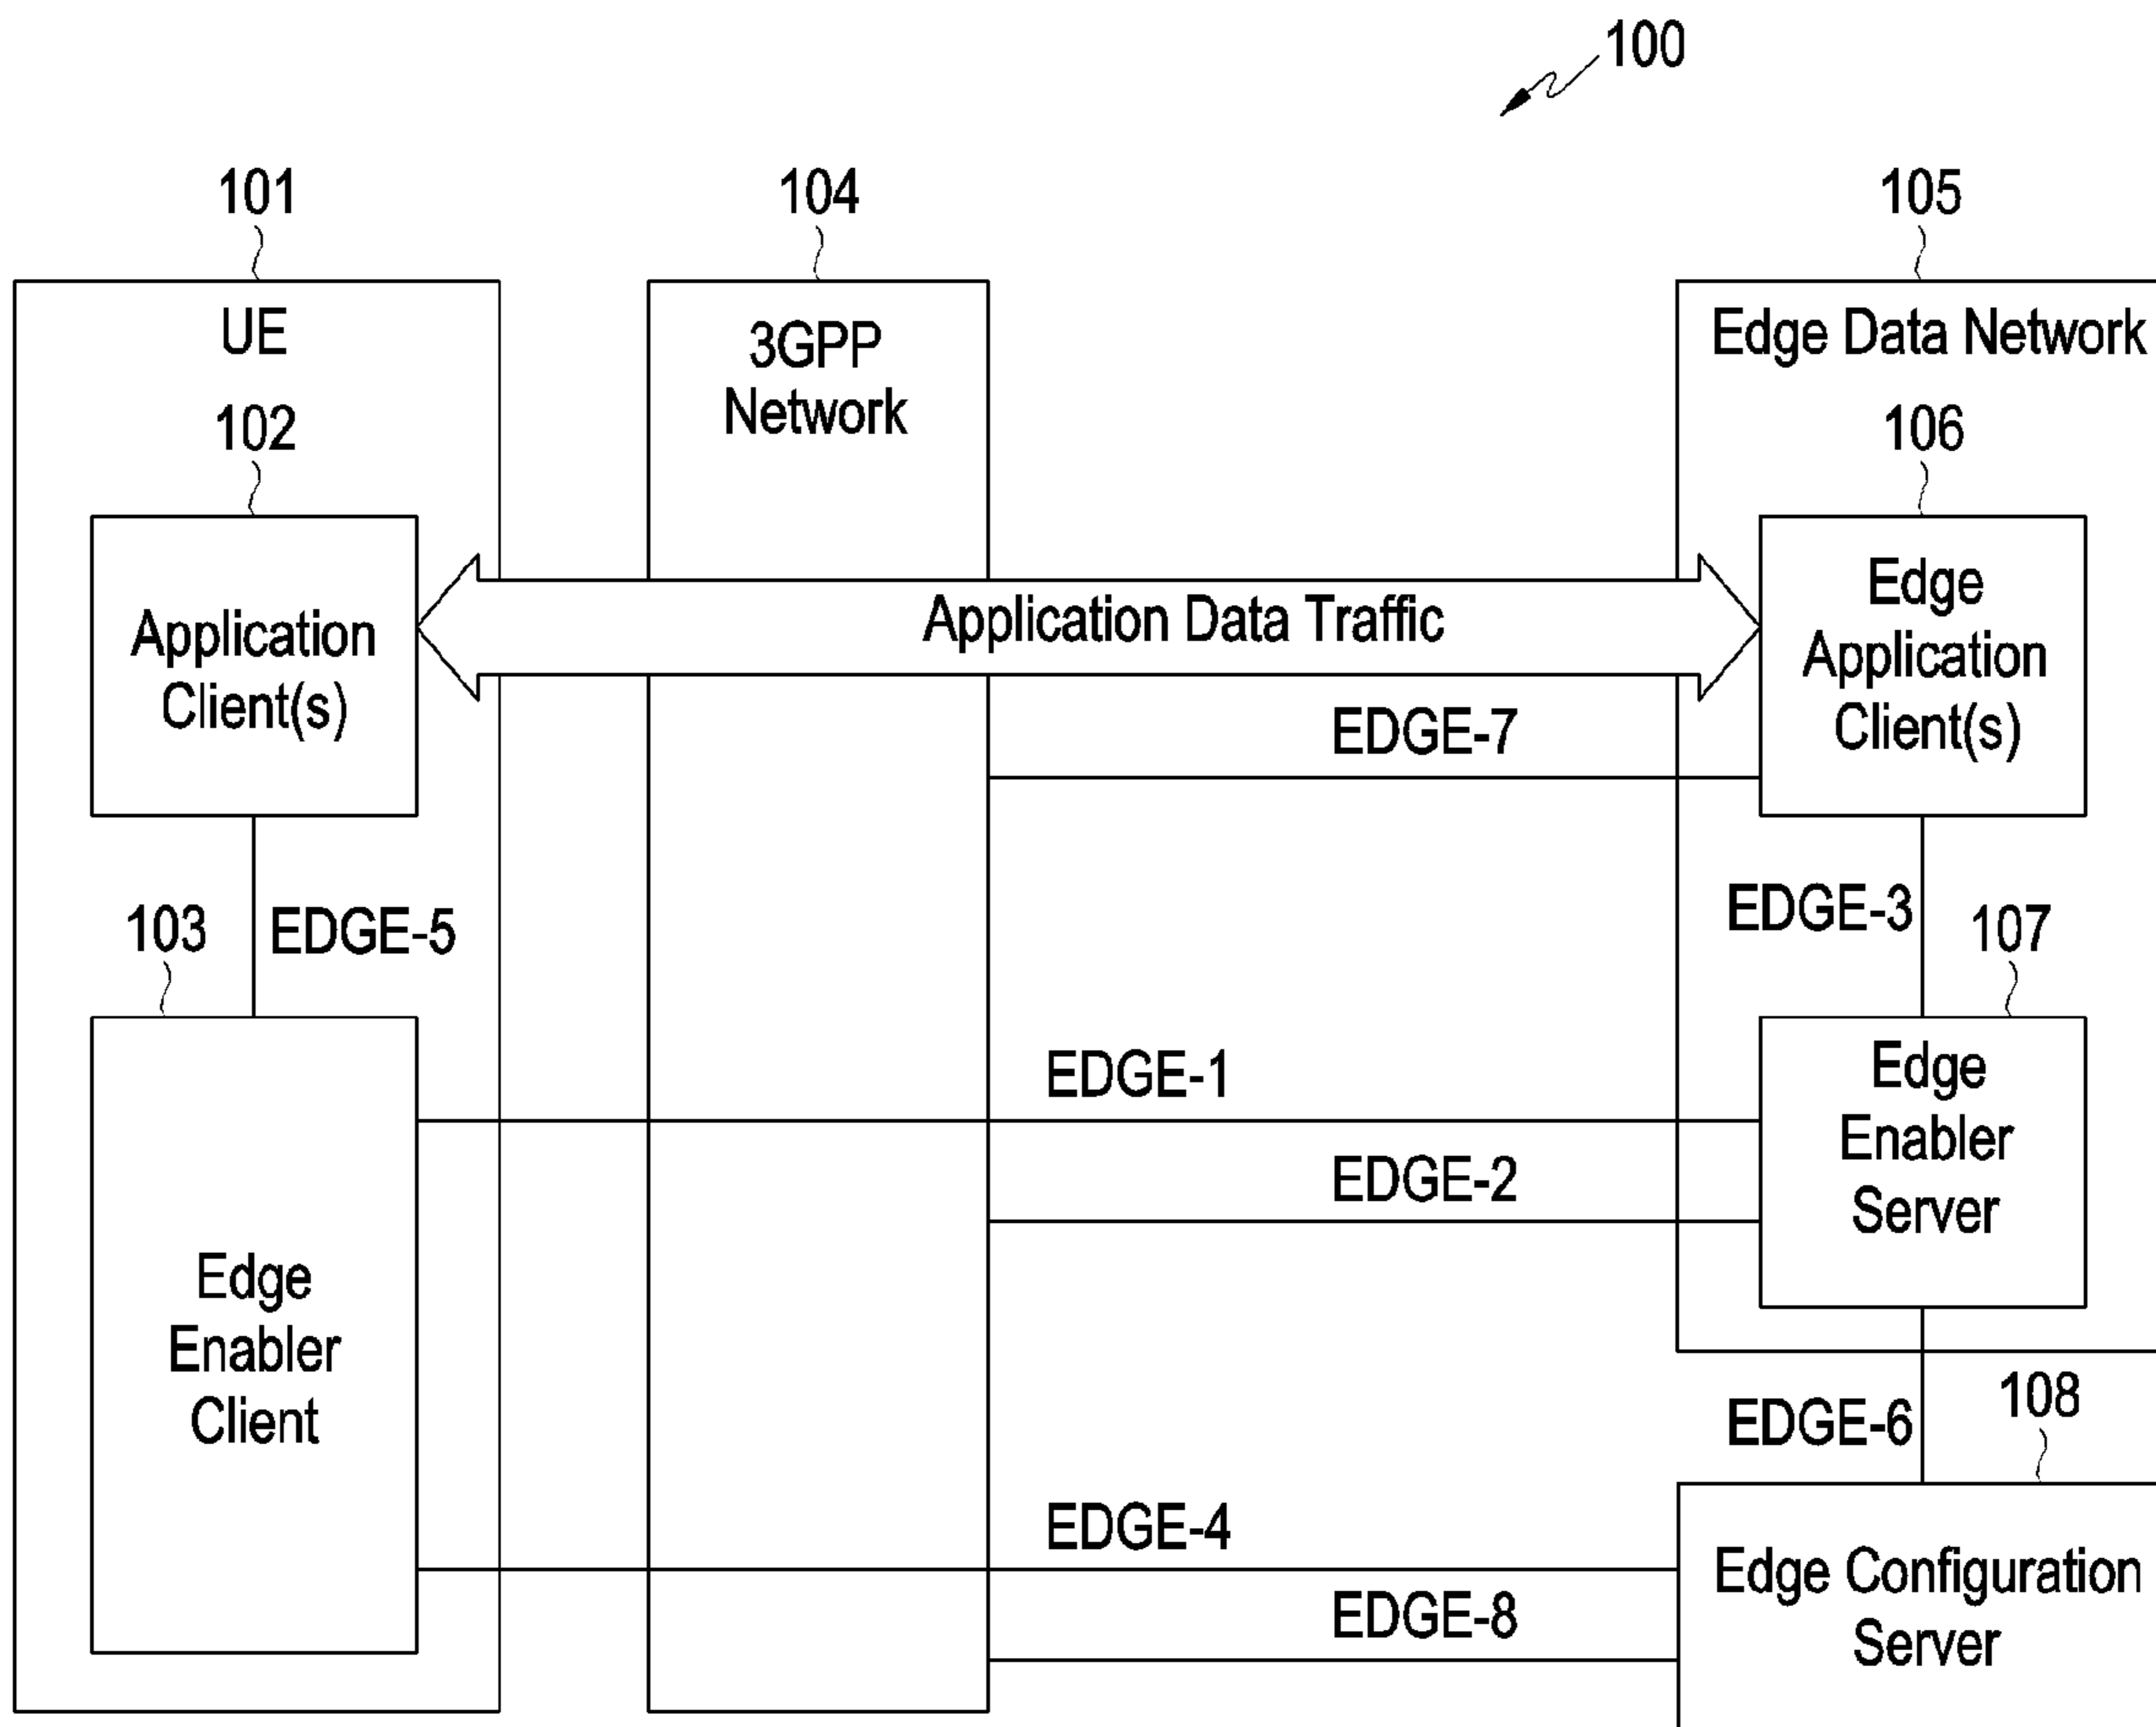 100
101
104
105
UE
3GPP
Network
Edge Data Network
102
106
Application
Client(s)
Application Data Traffic
Edge
Application
Client(s)
EDGE-7
103
EDGE-5
EDGE-3
107
EDGE-1
Edge
Enabler
Server
EDGE-2
Edge
Enabler
Client
EDGE-6
108
EDGE-4
EDGE-8
Edge Configuration
Server